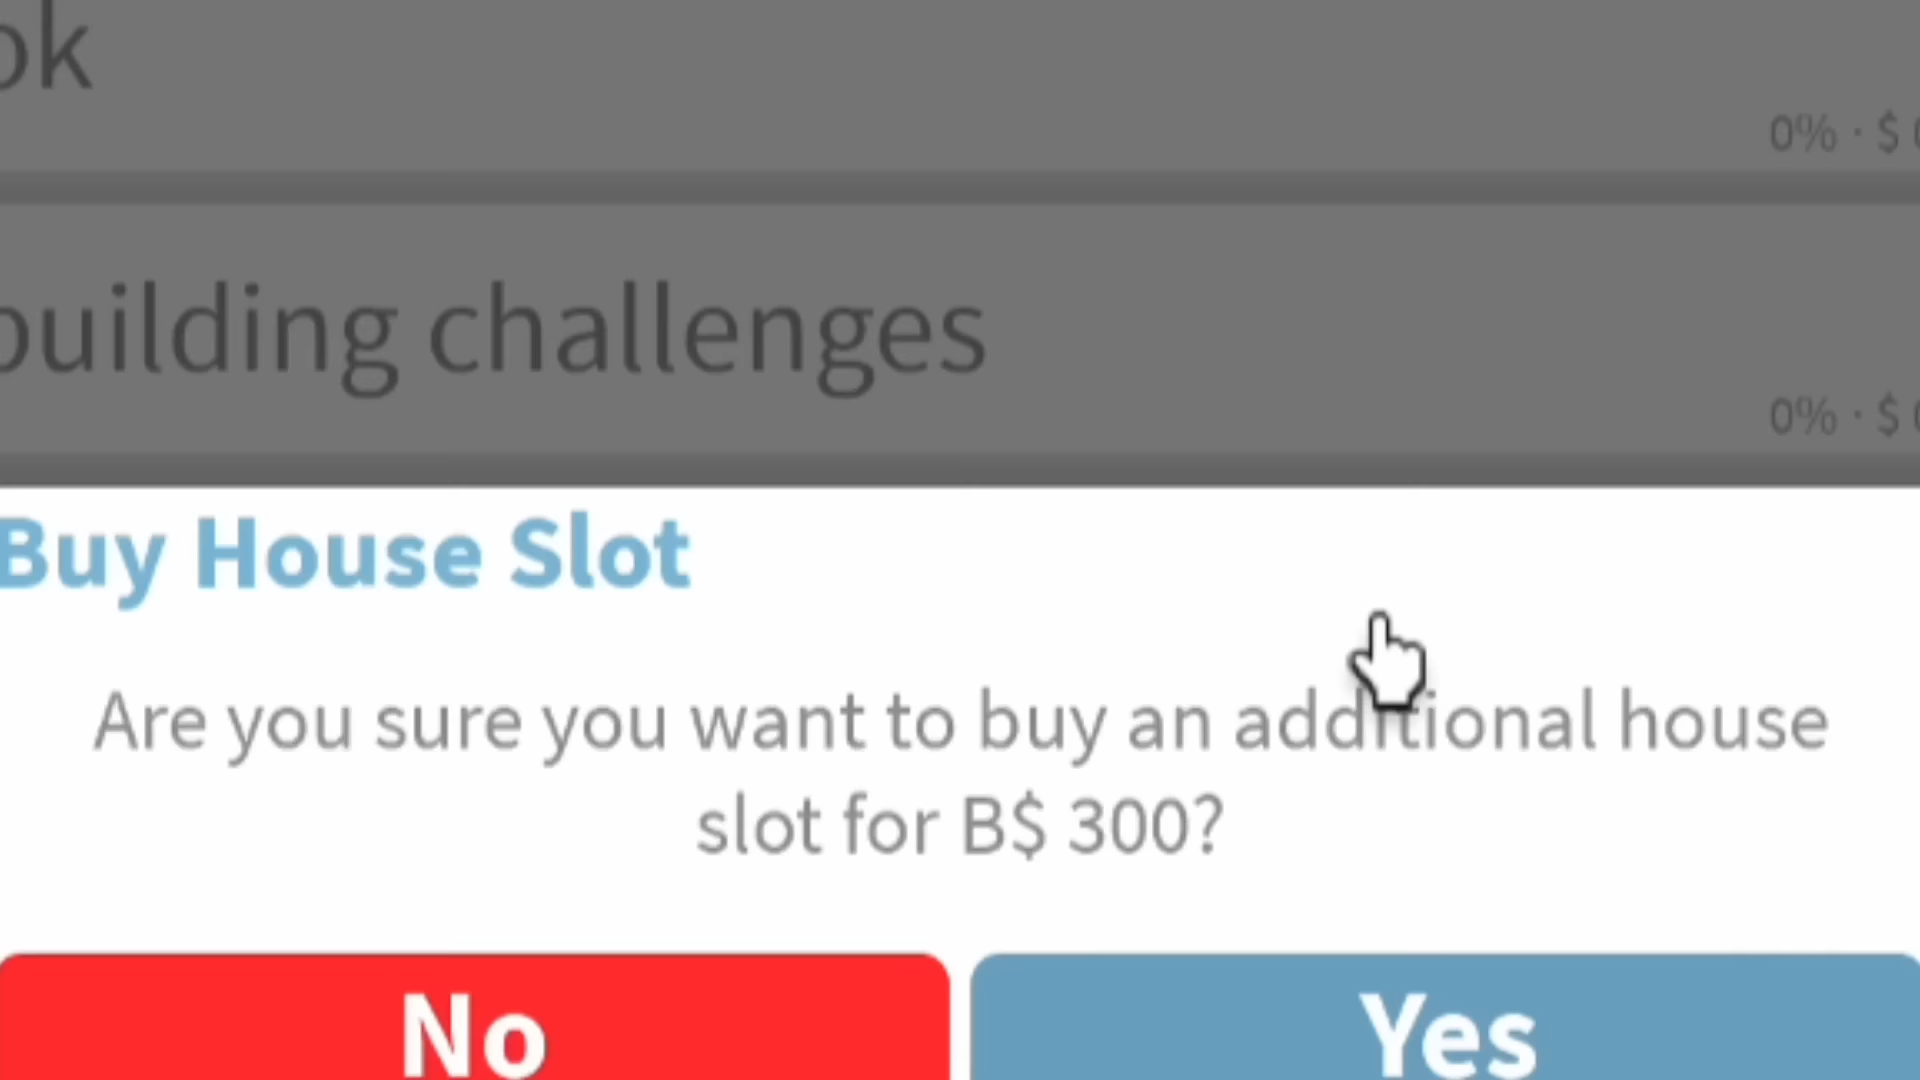 ok
0% · $
building challenges
0% · $
Buy House Slot
Are you sure you want to buy an additional house
slot for B$ 300?
No
Yes